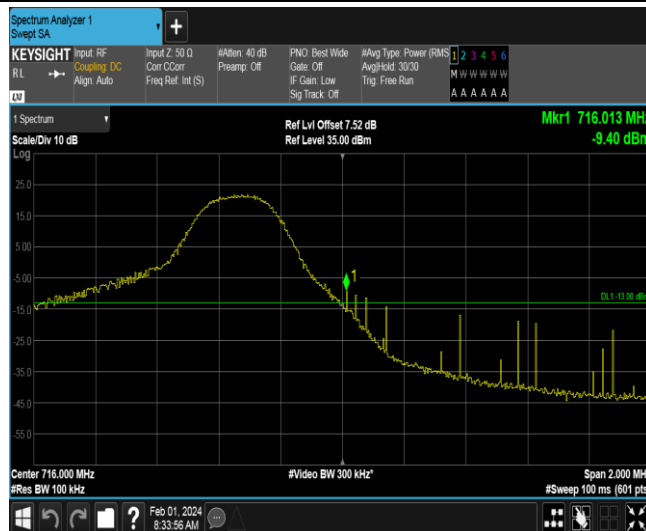 Spectrum Analyzer 1
Swept SA
KEYSIGHT
RL
Input: RF
Coupling: DC
Align: Auto
Input Z: 50 Ω
Corr CCorr
Freq Ref: Int (S)
#Atten: 40 dB
Preamp: Off
PNO: Best Wide
Gate: Off
IF Gain: Low
Sig Track: Off
#Avg Type: Power (RMS
Avg|Hold: 30/30
Trig: Free Run
1 2 3 4 5 6
M W W W W W
A A A A A A
1 Spectrum
Scale/Div 10 dB
Log
Ref Lvl Offset 7.52 dB
Ref Level 35.00 dBm
Mkr1 716.013 MHz
-9.40 dBm
25.0
15.0
5.00
-5.00
1
DL1 -13.00 dBm
-15.0
-25.0
-35.0
-45.0
-55.0
Center 716.000 MHz
#Video BW 300 kHz*
Span 2.000 MH
#Res BW 100 kHz
#Sweep 100 ms (601 pts
Feb 01, 2024
8:33:56 AM